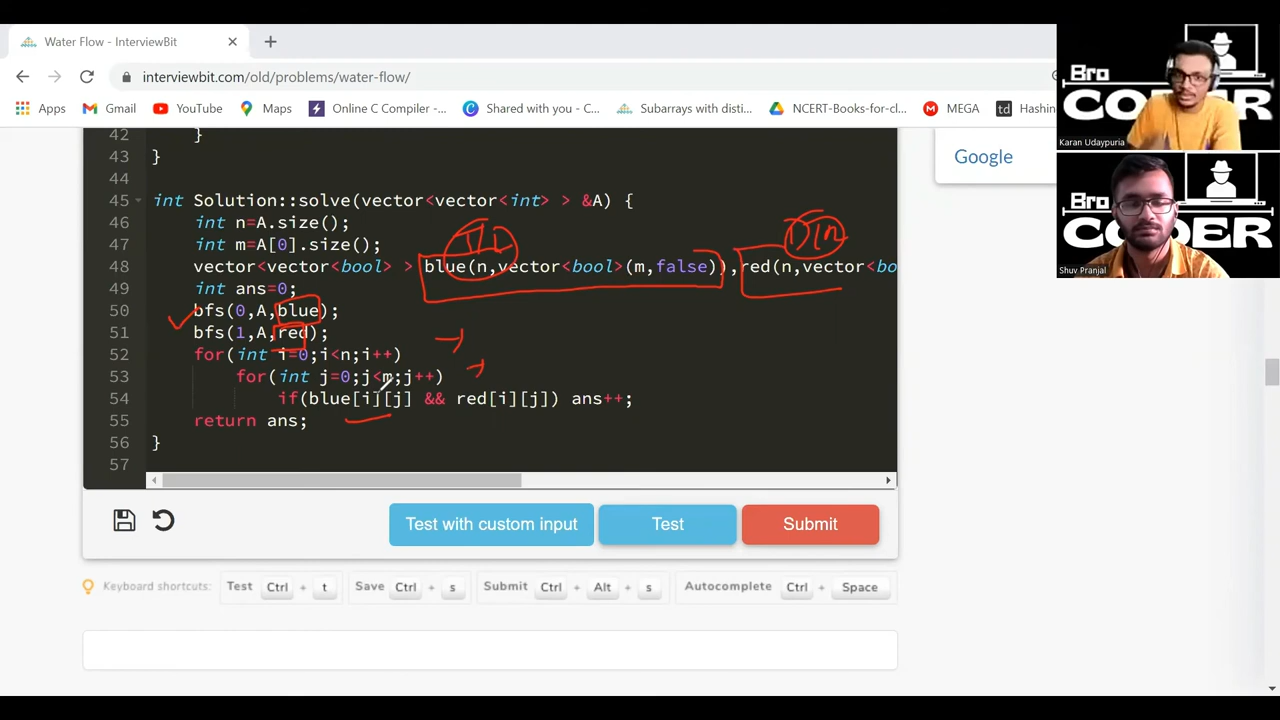 Water Flow - InterviewBit
interviewbit.com/old/problems/water-flow/
Apps Gmail YouTube Maps Online C Compiler -... Shared with you - C... Subarrays with disti... NCERT-Books-for-cl... MEGA td Hashin
Bro
CODER
Karan Udaypuria
Bro
CODER
Shuv Pranjal
Google
42 }
43 }
44
45 int Solution::solve(vector<vector<int> > &A) {
46 int n=A.size();
47 int m=A[0].size();
48 vector<vector<bool> > blue(n,vector<bool>(m,false)),red(n,vector<bo
49 int ans=0;
50 bfs(0,A,blue);
51 bfs(1,A,red);
52 for(int i=0;i<n;i++)
53 for(int j=0;j<m;j++)
54 if(blue[i][j] && red[i][j]) ans++;
55 return ans;
56 }
57
Test with custom input Test Submit
Keyboard shortcuts: Test Ctrl + t Save Ctrl + s Submit Ctrl + Alt + s Autocomplete Ctrl + Space